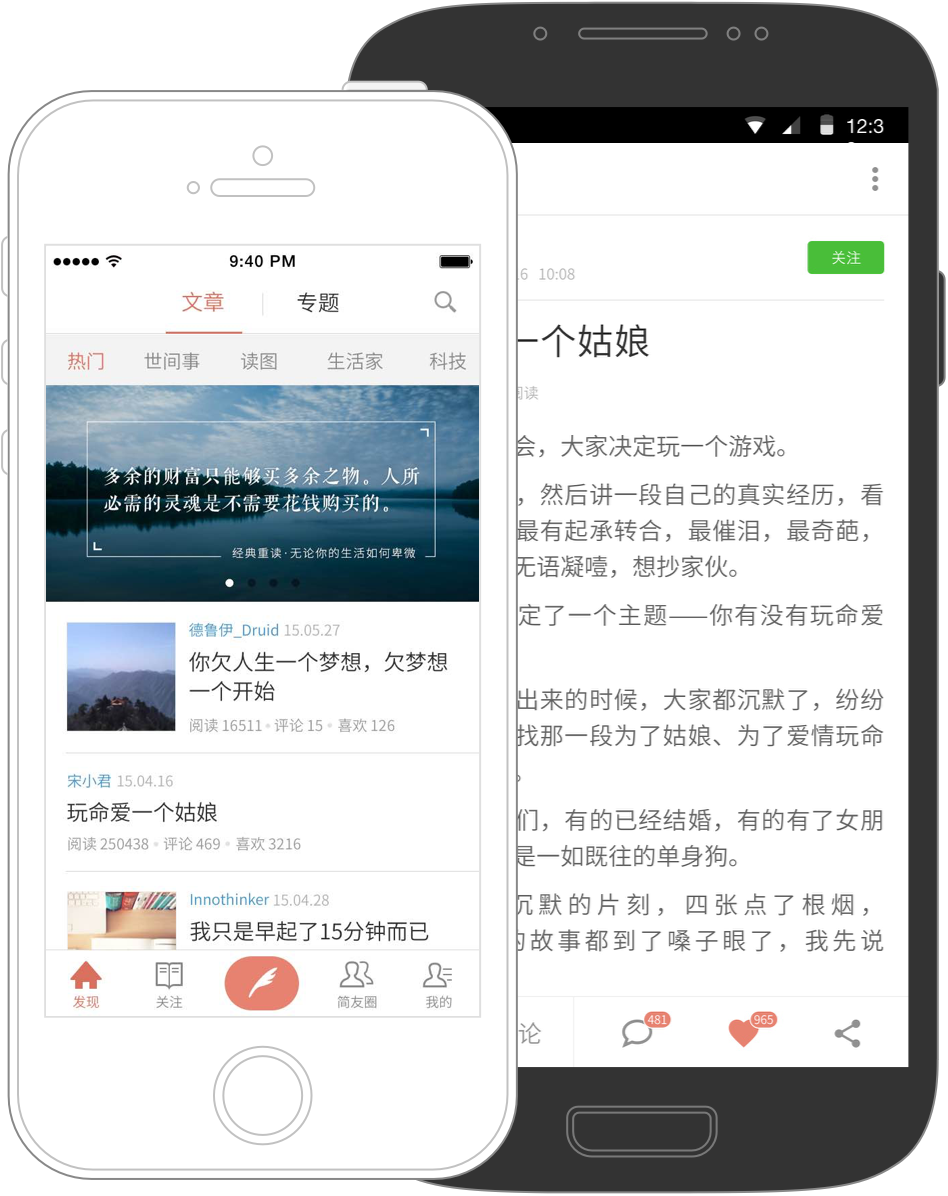 9:40 PM
文章
专题
热门
世间事
读图
生活家
科技
多余的财富只能够买多余之物。人所
必需的灵魂是不需要花钱购买的。
经典重读·无论你的生活如何卑微
德鲁伊_Druid 15.05.27
你欠人生一个梦想，欠梦想
一个开始
阅读 16511 • 评论 15 • 喜欢 126
宋小君 15.04.16
玩命爱一个姑娘
阅读 250438 • 评论 469 • 喜欢 3216
Innothinker 15.04.28
我只是早起了15分钟而已
发现
关注
简友圈
我的
12:3
关注
6 10:08
一个姑娘
阅读
会，大家决定玩一个游戏。
，然后讲一段自己的真实经历，看
最有起承转合，最催泪，最奇葩，
无语凝噎，想抄家伙。
定了一个主题——你有没有玩命爱
出来的时候，大家都沉默了，纷纷
找那一段为了姑娘、为了爱情玩命
。
们，有的已经结婚，有的有了女朋
是一如既往的单身狗。
沉默的片刻，四张点了根烟，
的故事都到了嗓子眼了，我先说
论
481
965